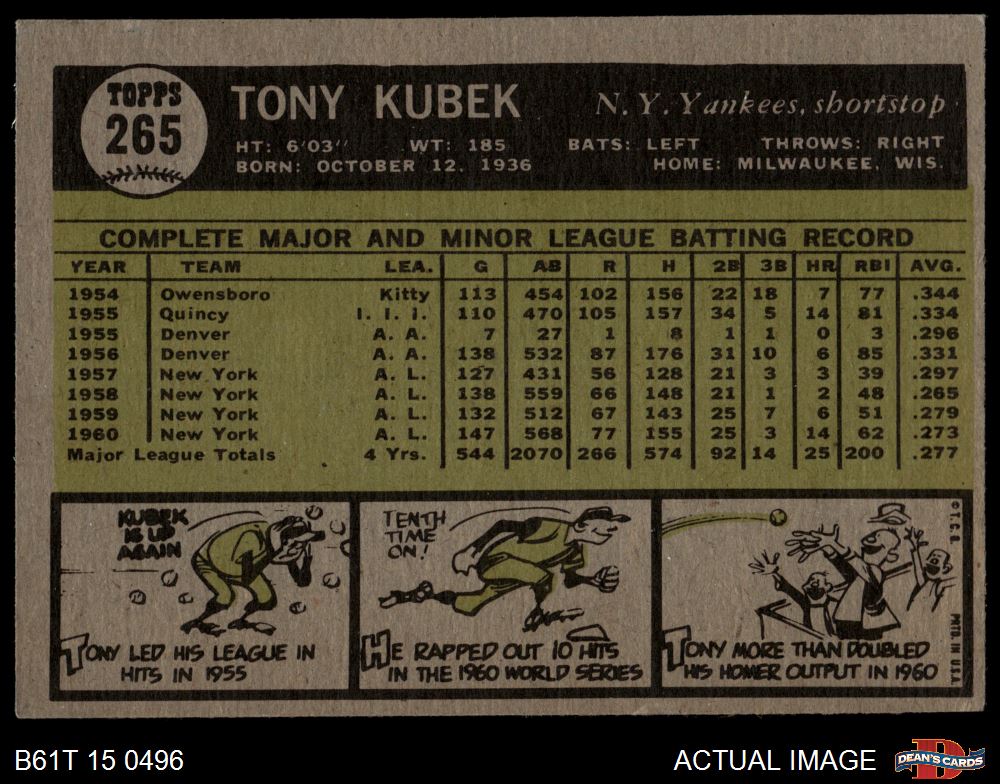 TOPPS
265
TONY KUBEK
N. Y. Yankees, shortstop
HT: 6'03" WT: 185 BATS: LEFT THROWS: RIGHT
BORN: OCTOBER 12, 1936 HOME: MILWAUKEE, WIS.
COMPLETE MAJOR AND MINOR LEAGUE BATTING RECORD
YEAR TEAM LEA. G AB R H 2B 3B HR RBI AVG.
1954 Owensboro Kitty 113 454 102 156 22 18 7 77 .344
1955 Quincy I. I. I. 110 470 105 157 34 5 14 81 .334
1955 Denver A. A. 7 27 1 8 1 1 0 3 .296
1956 Denver A. A. 138 532 87 176 31 10 6 85 .331
1957 New York A. L. 127 431 56 128 21 3 3 39 .297
1958 New York A. L. 138 559 66 148 21 1 2 48 .265
1959 New York A. L. 132 512 67 143 25 7 6 51 .279
1960 New York A. L. 147 568 77 155 25 3 14 62 .273
Major League Totals 4 Yrs. 544 2070 266 574 92 14 25 200 .277
KUBEK
IS UP
AGAIN
TONY LED HIS LEAGUE IN
HITS IN 1955
TENTH
TIME
ON!
HE RAPPED OUT 10 HITS
IN THE 1960 WORLD SERIES
TONY MORE THAN DOUBLED
HIS HOMER OUTPUT IN 1960
© T. C. G. PRTD. IN U.S.A.
B61T 15 0496
ACTUAL IMAGE
DEAN'S CARDS